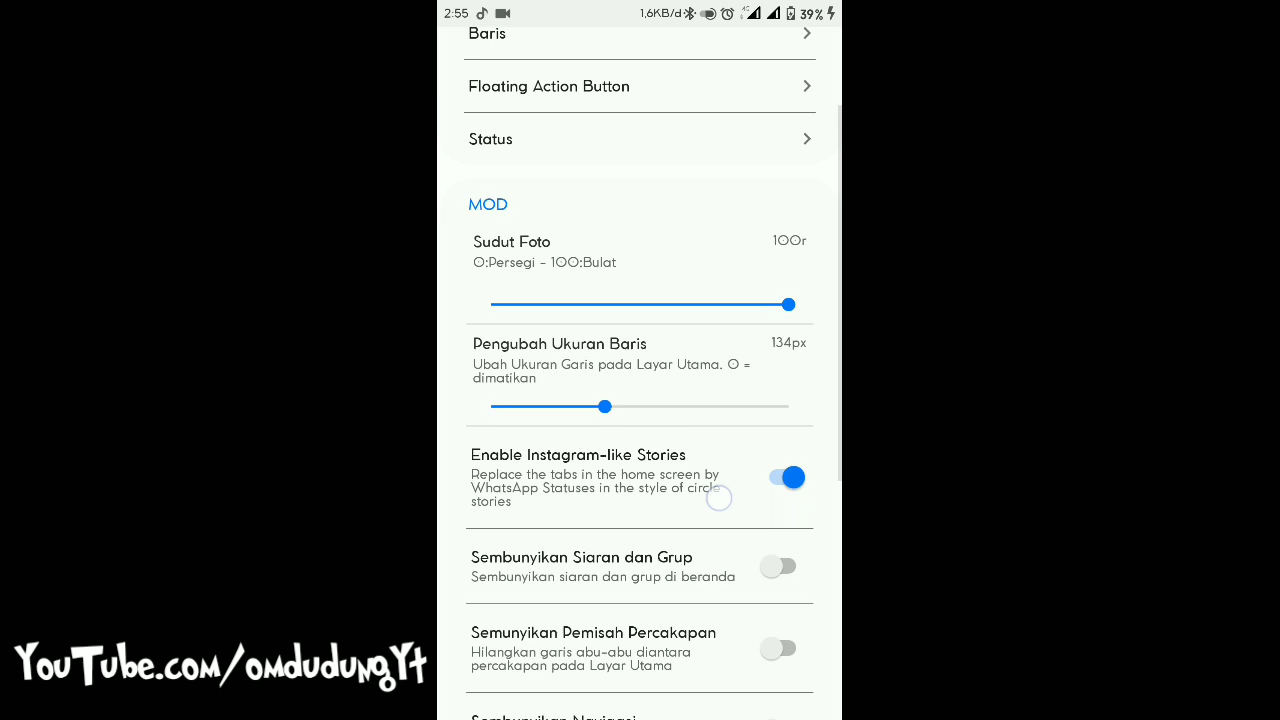 2:55 1,6KB/d 4G 39%
Baris
Floating Action Button
Status
MOD
Sudut Foto 100r
0:Persegi - 100:Bulat
Pengubah Ukuran Baris 134px
Ubah Ukuran Garis pada Layar Utama. 0 =
dimatikan
Enable Instagram-like Stories
Replace the tabs in the home screen by
WhatsApp Statuses in the style of circle
stories
Sembunyikan Siaran dan Grup
Sembunyikan siaran dan grup di beranda
Semunyikan Pemisah Percakapan
Hilangkan garis abu-abu diantara
percakapan pada Layar Utama
Sembunyikan Navigasi
YouTube.com/omdudungYt